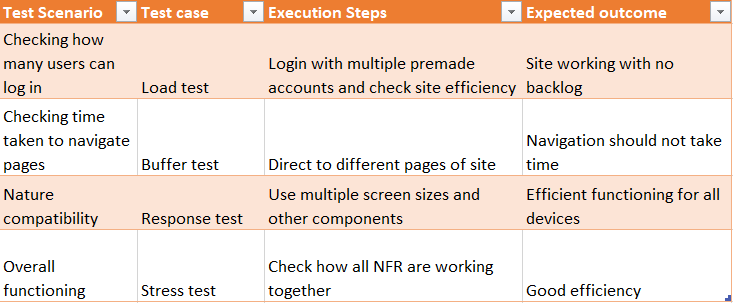 Test Scenario Test case Execution Steps Expected outcome
Checking how
many users can
log in
Load test
Login with multiple premade
accounts and check site efficiency
Site working with no
backlog
Checking time
taken to navigate
pages
Buffer test
Direct to different pages of site
Navigation should not take
time
Nature
compatibility
Response test
Use multiple screen sizes and
other components
Efficient functioning for all
devices
Overall
functioning
Stress test
Check how all NFR are working
together
Good efficiency